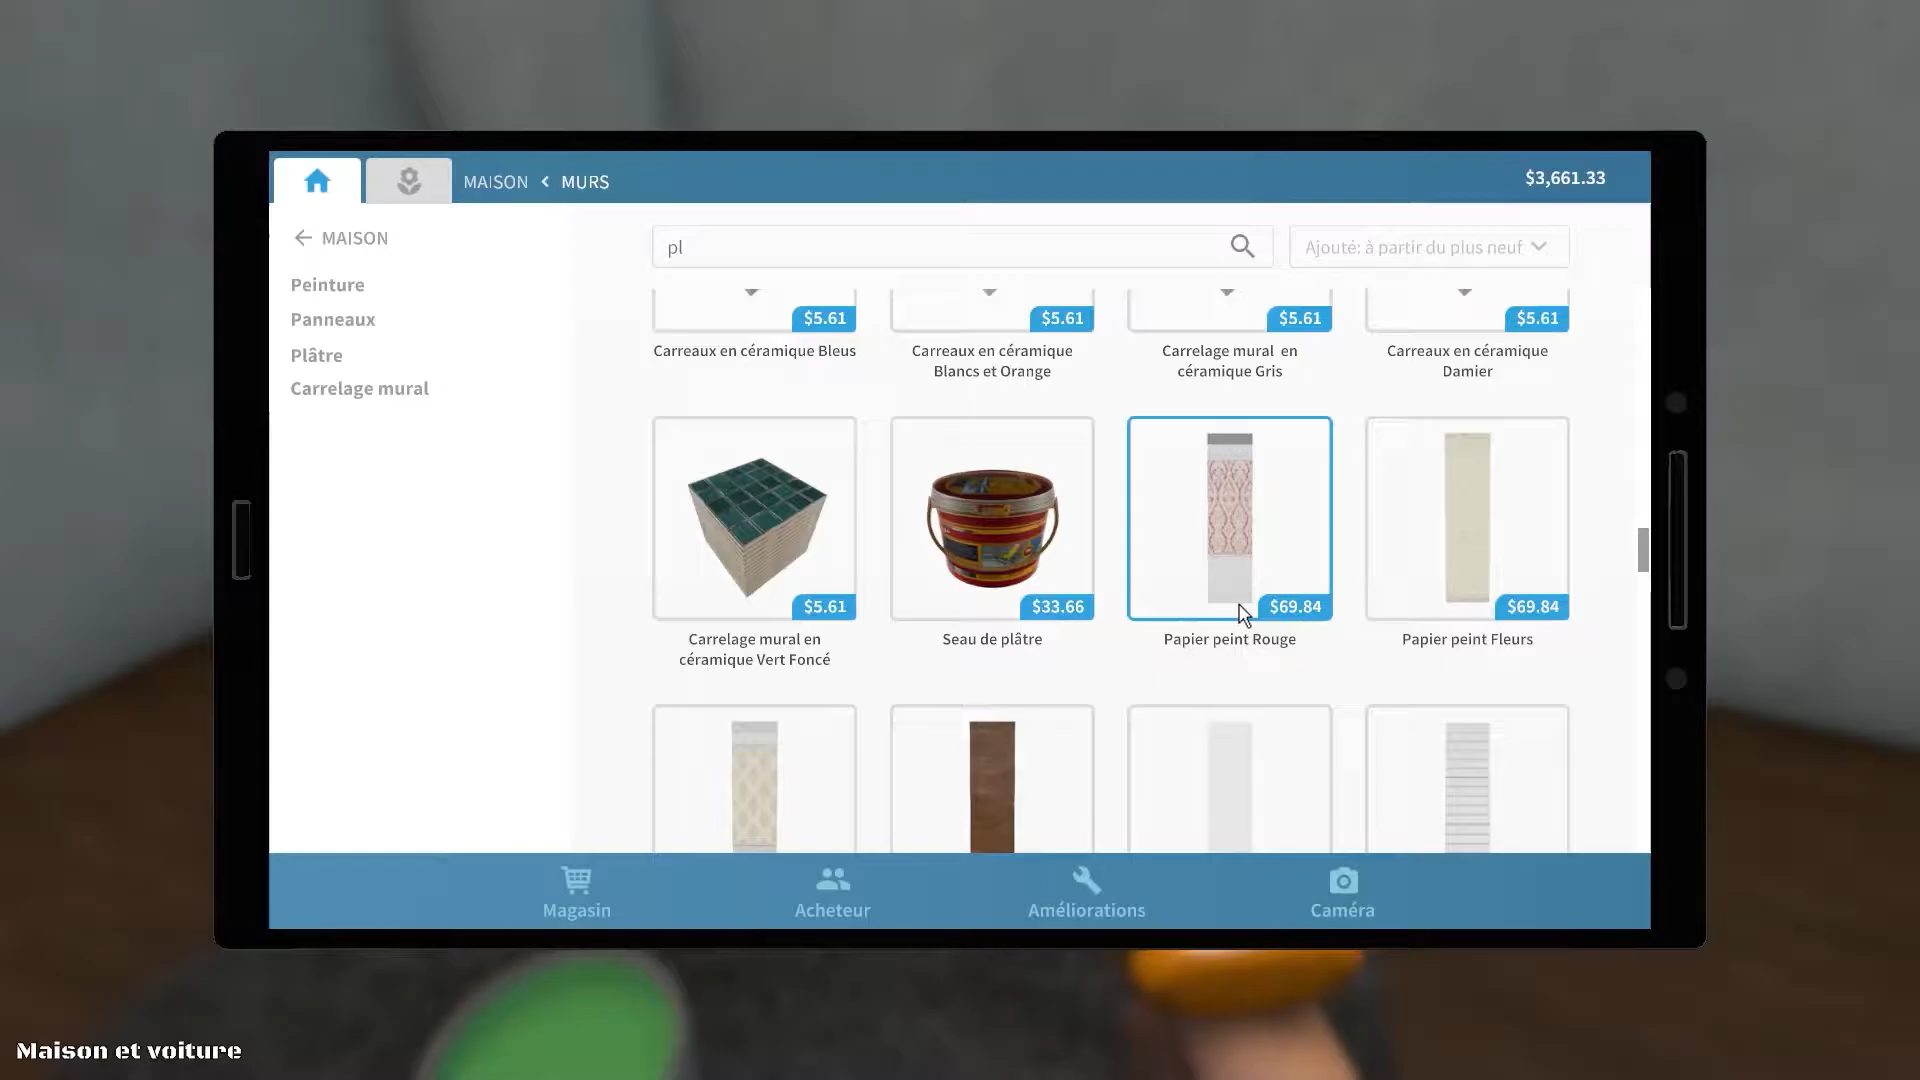 MAISON < MURS
$3,661.33
MAISON
Peinture
Panneaux
Plâtre
Carrelage mural
pl
Ajouté: à partir du plus neuf
$5.61
$5.61
$5.61
$5.61
Carreaux en céramique Bleus
Carreaux en céramique
Blancs et Orange
Carrelage mural en
céramique Gris
Carreaux en céramique
Damier
$5.61
$33.66
$69.84
$69.84
Carrelage mural en
céramique Vert Foncé
Seau de plâtre
Papier peint Rouge
Papier peint Fleurs
Magasin
Acheteur
Améliorations
Caméra
Maison et voiture